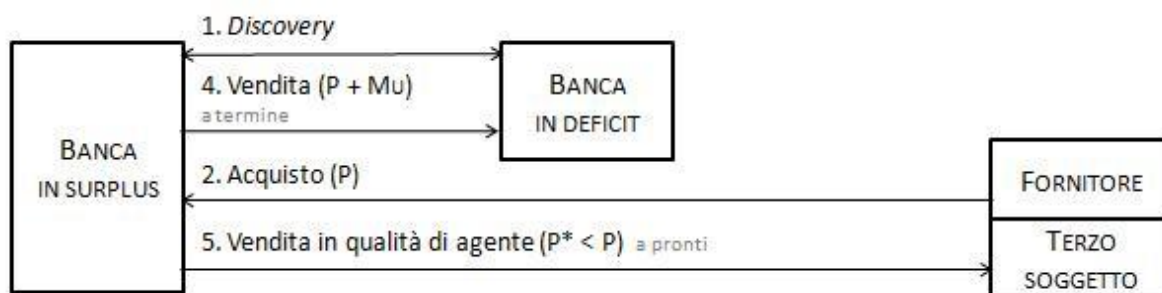 1. Discovery
BANCA
IN SURPLUS
4. Vendita (P + MU)
a termine
BANCA
IN DEFICIT
2. Acquisto (P)
FORNITORE
5. Vendita in qualità di agente (P* < P) a pronti
TERZO
SOGGETTO